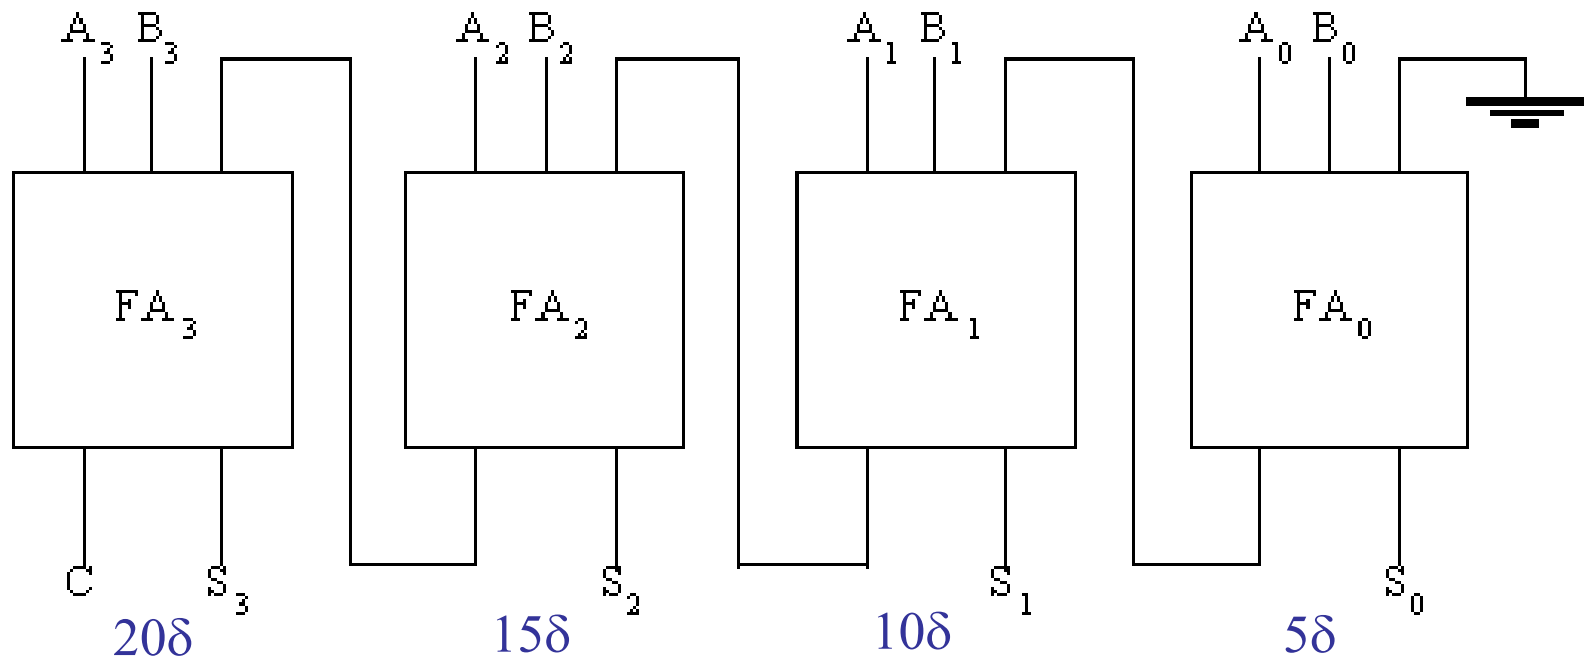 A₃ B₃ A₂ B₂ A₁ B₁ A₀ B₀
FA₃ FA₂ FA₁ FA₀
C S₃ S₂ S₁ S₀
20δ 15δ 10δ 5δ